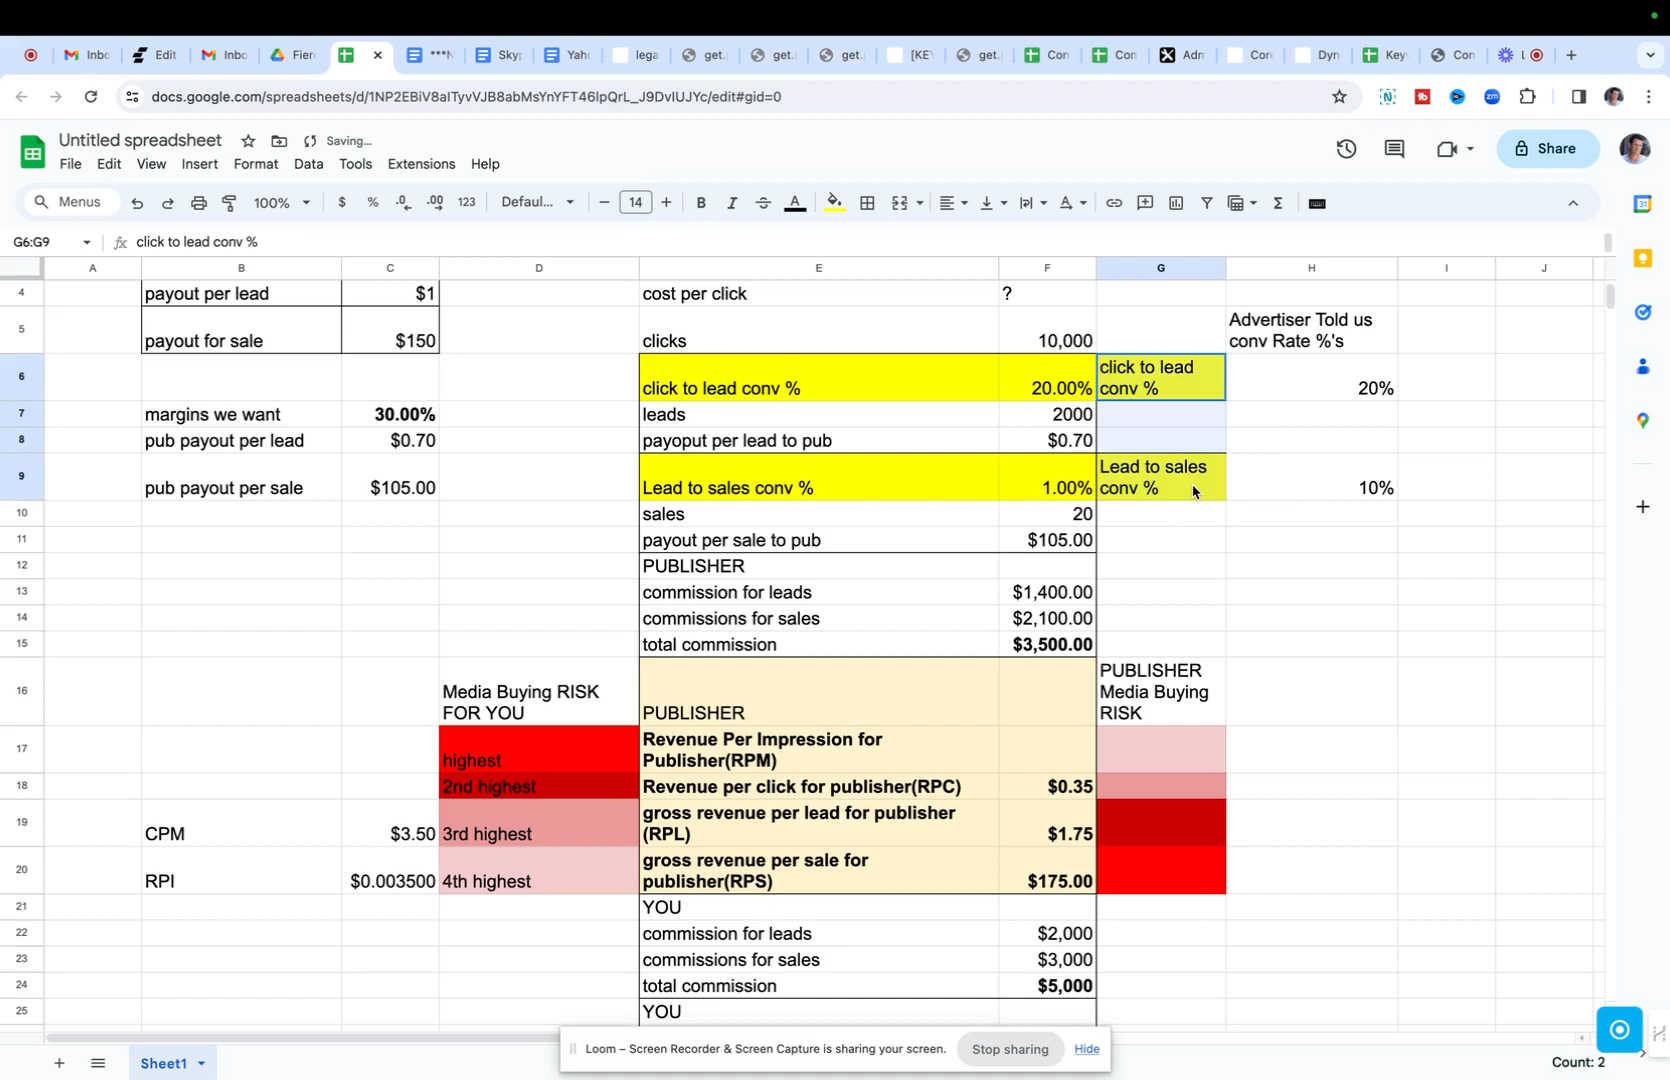 Inbo
Edit
Inbo
Fier
***N
Sky
Yah
lega
get.
get.
get.
[KE
get.
Con
Con
Adn
Cor
Dyn
Key
Con
L
docs.google.com/spreadsheets/d/1NP2EBiV8aITyvVJB8abMsYnYFT46IpQrL_J9DvIUJYc/edit#gid=0
Untitled spreadsheet
Saving...
File Edit View Insert Format Data Tools Extensions Help
Share
Menus 100% $ % .0 .00 123 Defaul... 14 B I A
G6:G9 fx click to lead conv %
A B C D E F G H I J
4 payout per lead $1 cost per click ?
Advertiser Told us
5 payout for sale $150 clicks 10,000 conv Rate %'s
click to lead
6 click to lead conv % 20.00% conv % 20%
7 margins we want 30.00% leads 2000
8 pub payout per lead $0.70 payoput per lead to pub $0.70
Lead to sales
9 pub payout per sale $105.00 Lead to sales conv % 1.00% conv % 10%
10 sales 20
11 payout per sale to pub $105.00
12 PUBLISHER
13 commission for leads $1,400.00
14 commissions for sales $2,100.00
15 total commission $3,500.00
PUBLISHER
Media Buying RISK Media Buying
16 FOR YOU PUBLISHER RISK
Revenue Per Impression for
17 highest Publisher(RPM)
18 2nd highest Revenue per click for publisher(RPC) $0.35
gross revenue per lead for publisher
19 CPM $3.50 3rd highest (RPL) $1.75
gross revenue per sale for
20 RPI $0.003500 4th highest publisher(RPS) $175.00
21 YOU
22 commission for leads $2,000
23 commissions for sales $3,000
24 total commission $5,000
25 YOU
Loom – Screen Recorder & Screen Capture is sharing your screen. Stop sharing Hide
Sheet1
Count: 2